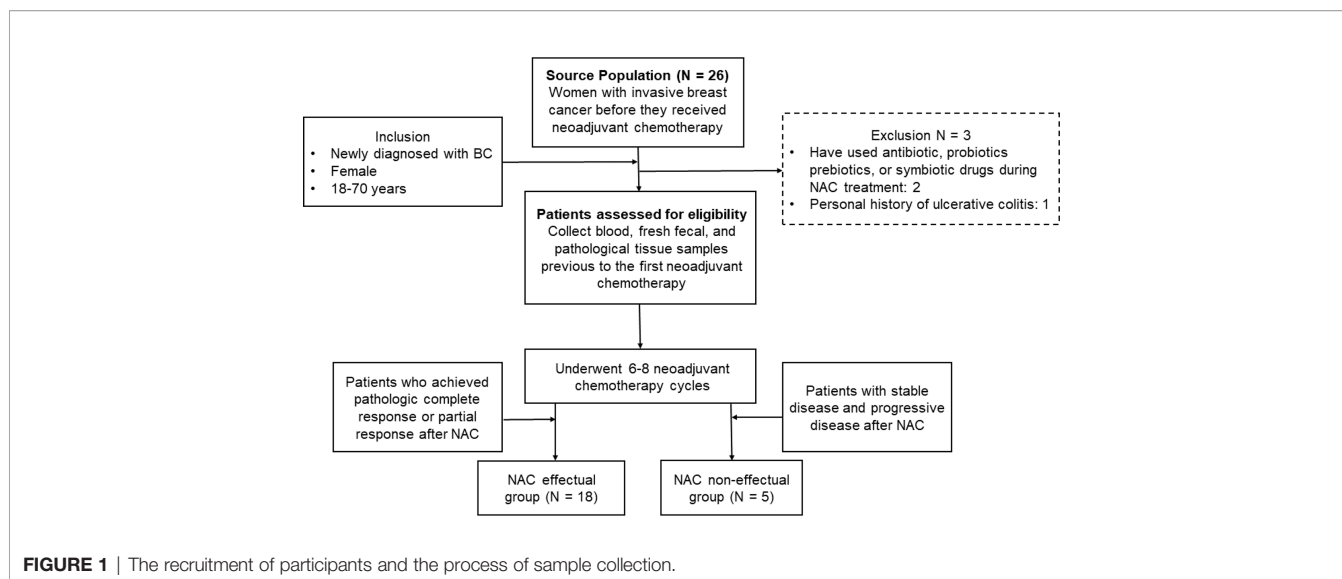 Source Population (N = 26)
Women with invasive breast
cancer before they received
neoadjuvant chemotherapy
Inclusion
• Newly diagnosed with BC
• Female
• 18-70 years
Exclusion N = 3
• Have used antibiotic, probiotics
prebiotics, or symbiotic drugs during
NAC treatment: 2
• Personal history of ulcerative colitis: 1
Patients assessed for eligibility
Collect blood, fresh fecal, and
pathological tissue samples
previous to the first neoadjuvant
chemotherapy
Underwent 6-8 neoadjuvant
chemotherapy cycles
Patients who achieved
pathologic complete
response or partial
response after NAC
Patients with stable
disease and progressive
disease after NAC
NAC effectual
group (N = 18)
NAC non-effectual
group (N = 5)
FIGURE 1 | The recruitment of participants and the process of sample collection.